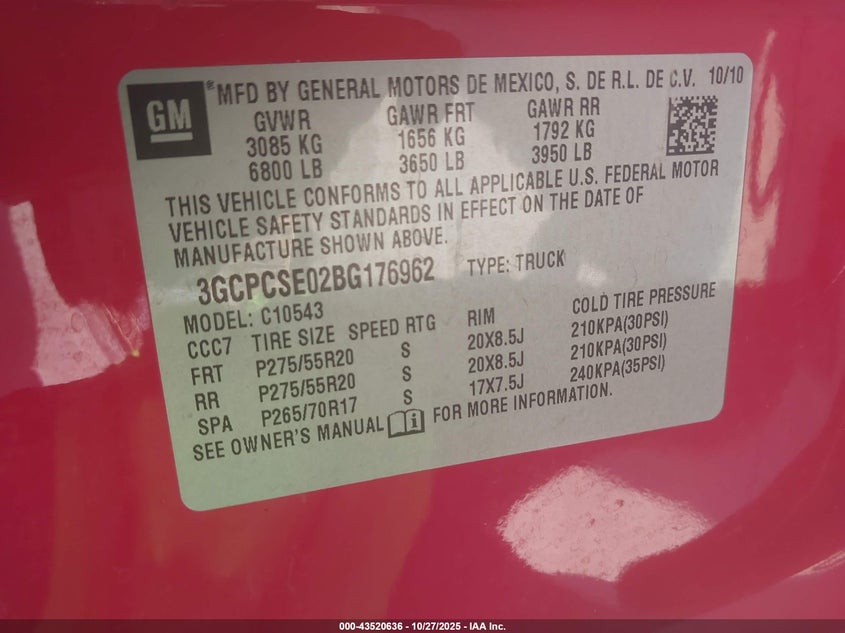 GM
® MFD BY GENERAL MOTORS DE MEXICO, S. DE R.L. DE C.V. 10/10
GVWR GAWR FRT GAWR RR
3085 KG 1656 KG 1792 KG
6800 LB 3650 LB 3950 LB
THIS VEHICLE CONFORMS TO ALL APPLICABLE U.S. FEDERAL MOTOR
VEHICLE SAFETY STANDARDS IN EFFECT ON THE DATE OF
MANUFACTURE SHOWN ABOVE.
3GCPCSE02BG176962 TYPE: TRUCK
MODEL: C10543
CCC7 TIRE SIZE SPEED RTG RIM COLD TIRE PRESSURE
FRT P275/55R20 S 20X8.5J 210KPA(30PSI)
RR P275/55R20 S 20X8.5J 210KPA(30PSI)
SPA P265/70R17 S 17X7.5J 240KPA(35PSI)
SEE OWNER'S MANUAL i FOR MORE INFORMATION.
000-43520636 - 10/27/2025 - IAA Inc.